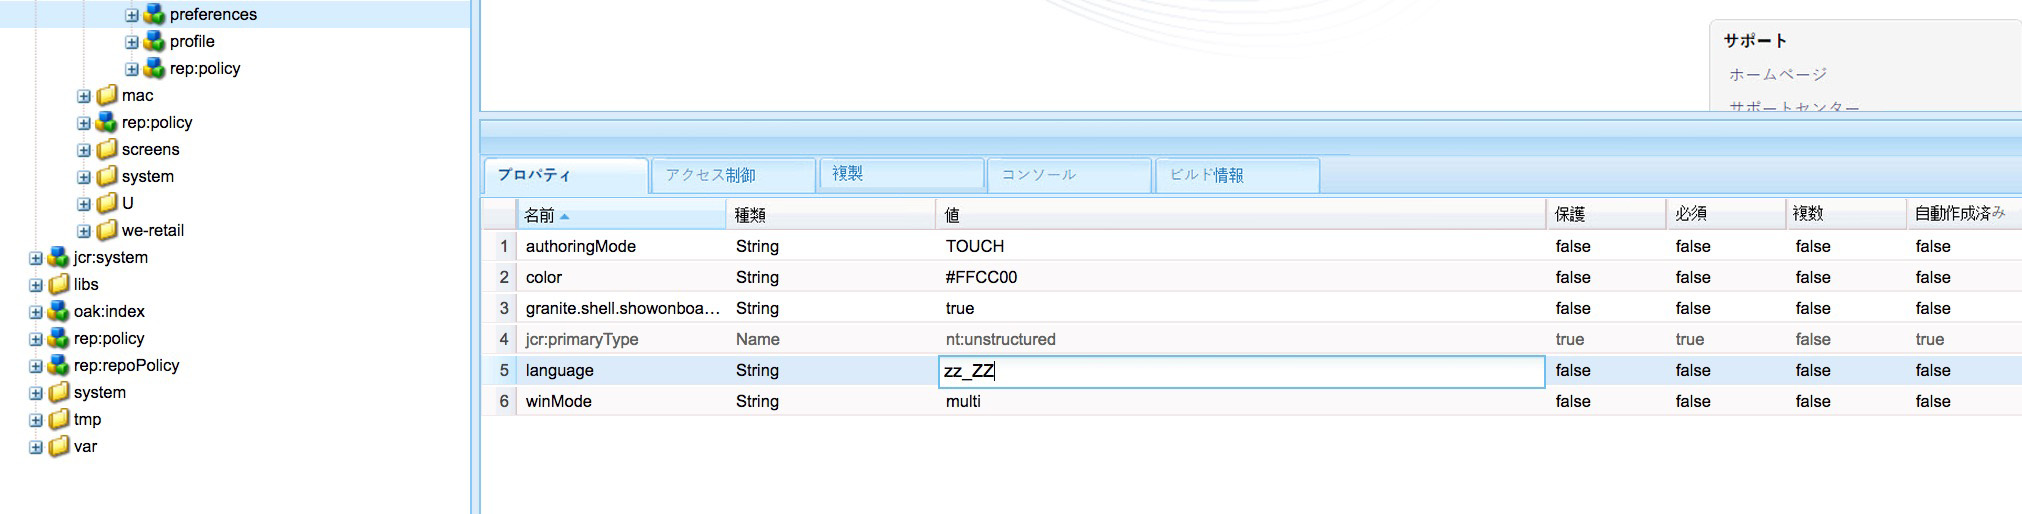 preferences
profile
rep:policy
mac
rep:policy
screens
system
U
we-retail
jcr:system
libs
oak:index
rep:policy
rep:repoPolicy
system
tmp
var
サポート
ホームページ
サポートセンター
プロパティ アクセス制御 複製 コンソール ビルド情報
名前 種類 値 保護 必須 複数 自動作成済み
1 authoringMode String TOUCH false false false false
2 color String #FFCC00 false false false false
3 granite.shell.showonboa... String true false false false false
4 jcr:primaryType Name nt:unstructured true true false true
5 language String zz_ZZ false false false false
6 winMode String multi false false false false